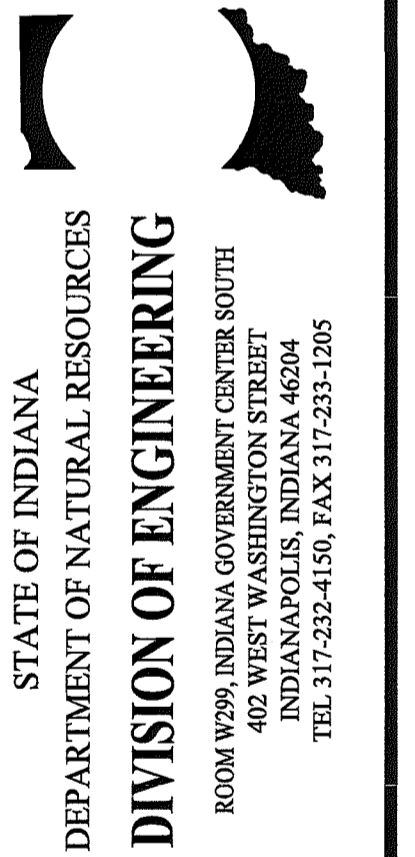 STATE OF INDIANA
DEPARTMENT OF NATURAL RESOURCES
DIVISION OF ENGINEERING
ROOM W299, INDIANA GOVERNMENT CENTER SOUTH
402 WEST WASHINGTON STREET
INDIANAPOLIS, INDIANA 46204
TEL 317-232-4150, FAX 317-233-1205